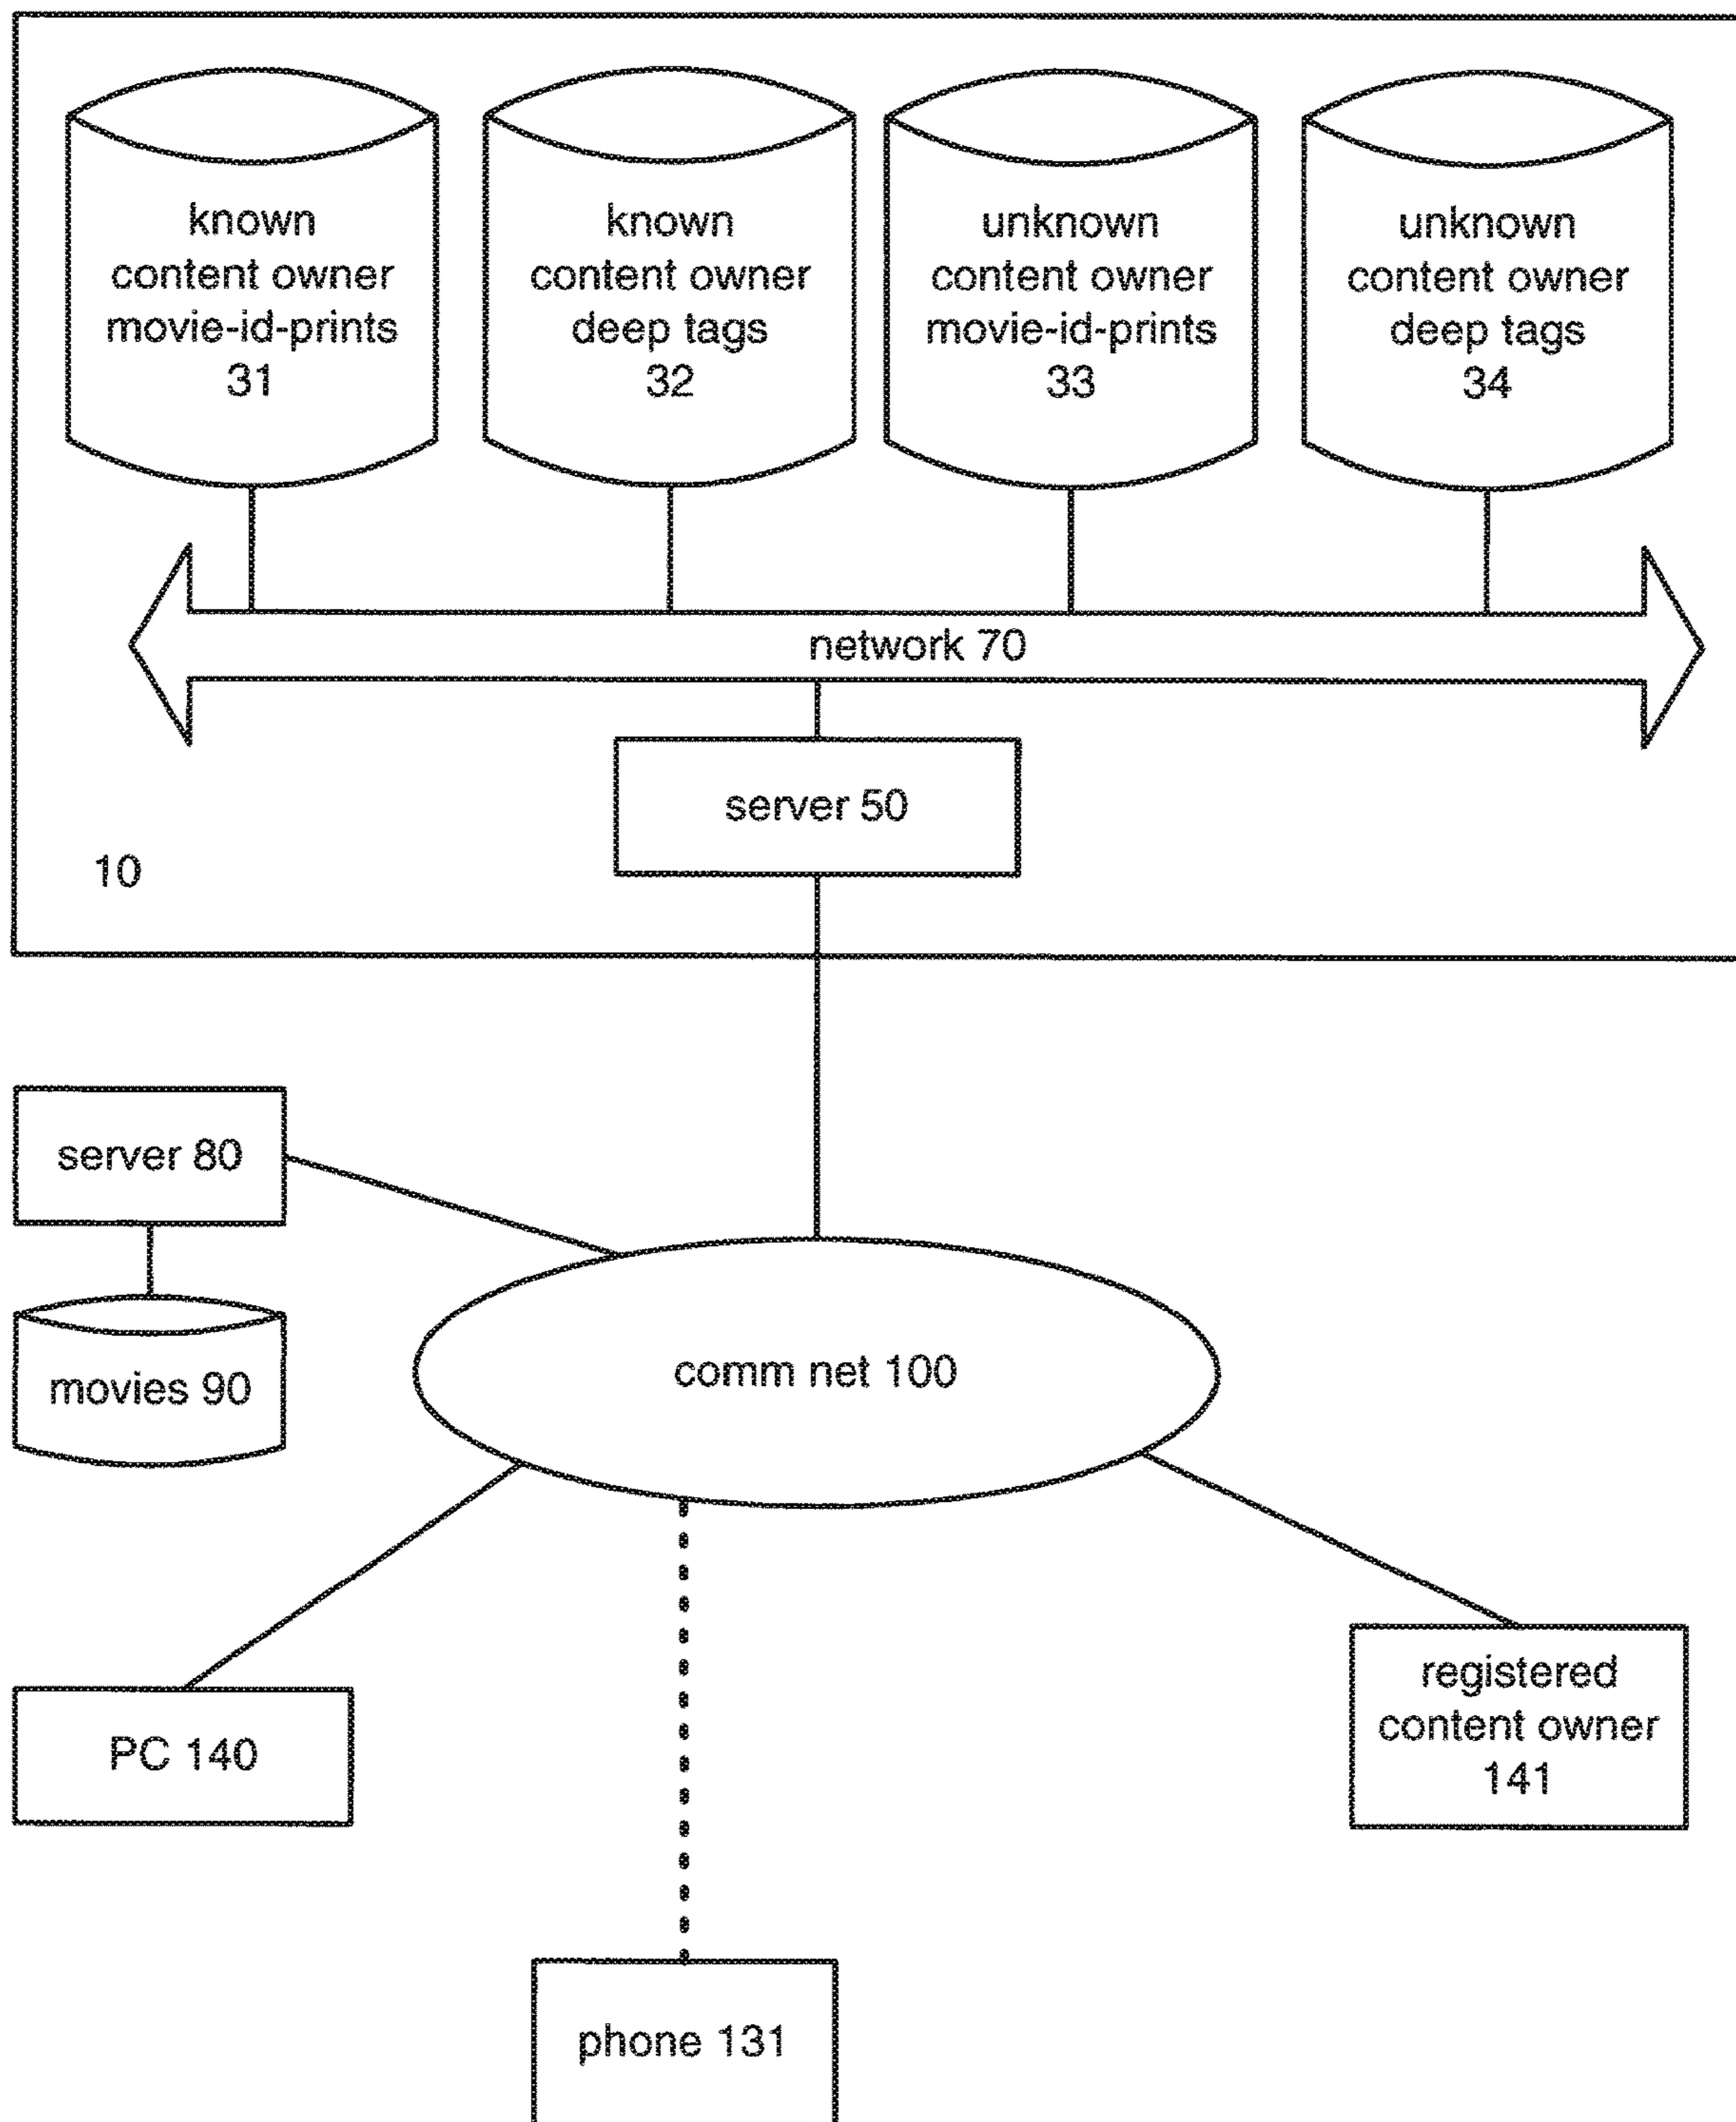 known
content owner
movie-id-prints
31
known
content owner
deep tags
32
unknown
content owner
movie-id-prints
33
unknown
content owner
deep tags
34
network 70
server 50
10
server 80
movies 90
comm net 100
PC 140
registered
content owner
141
phone 131